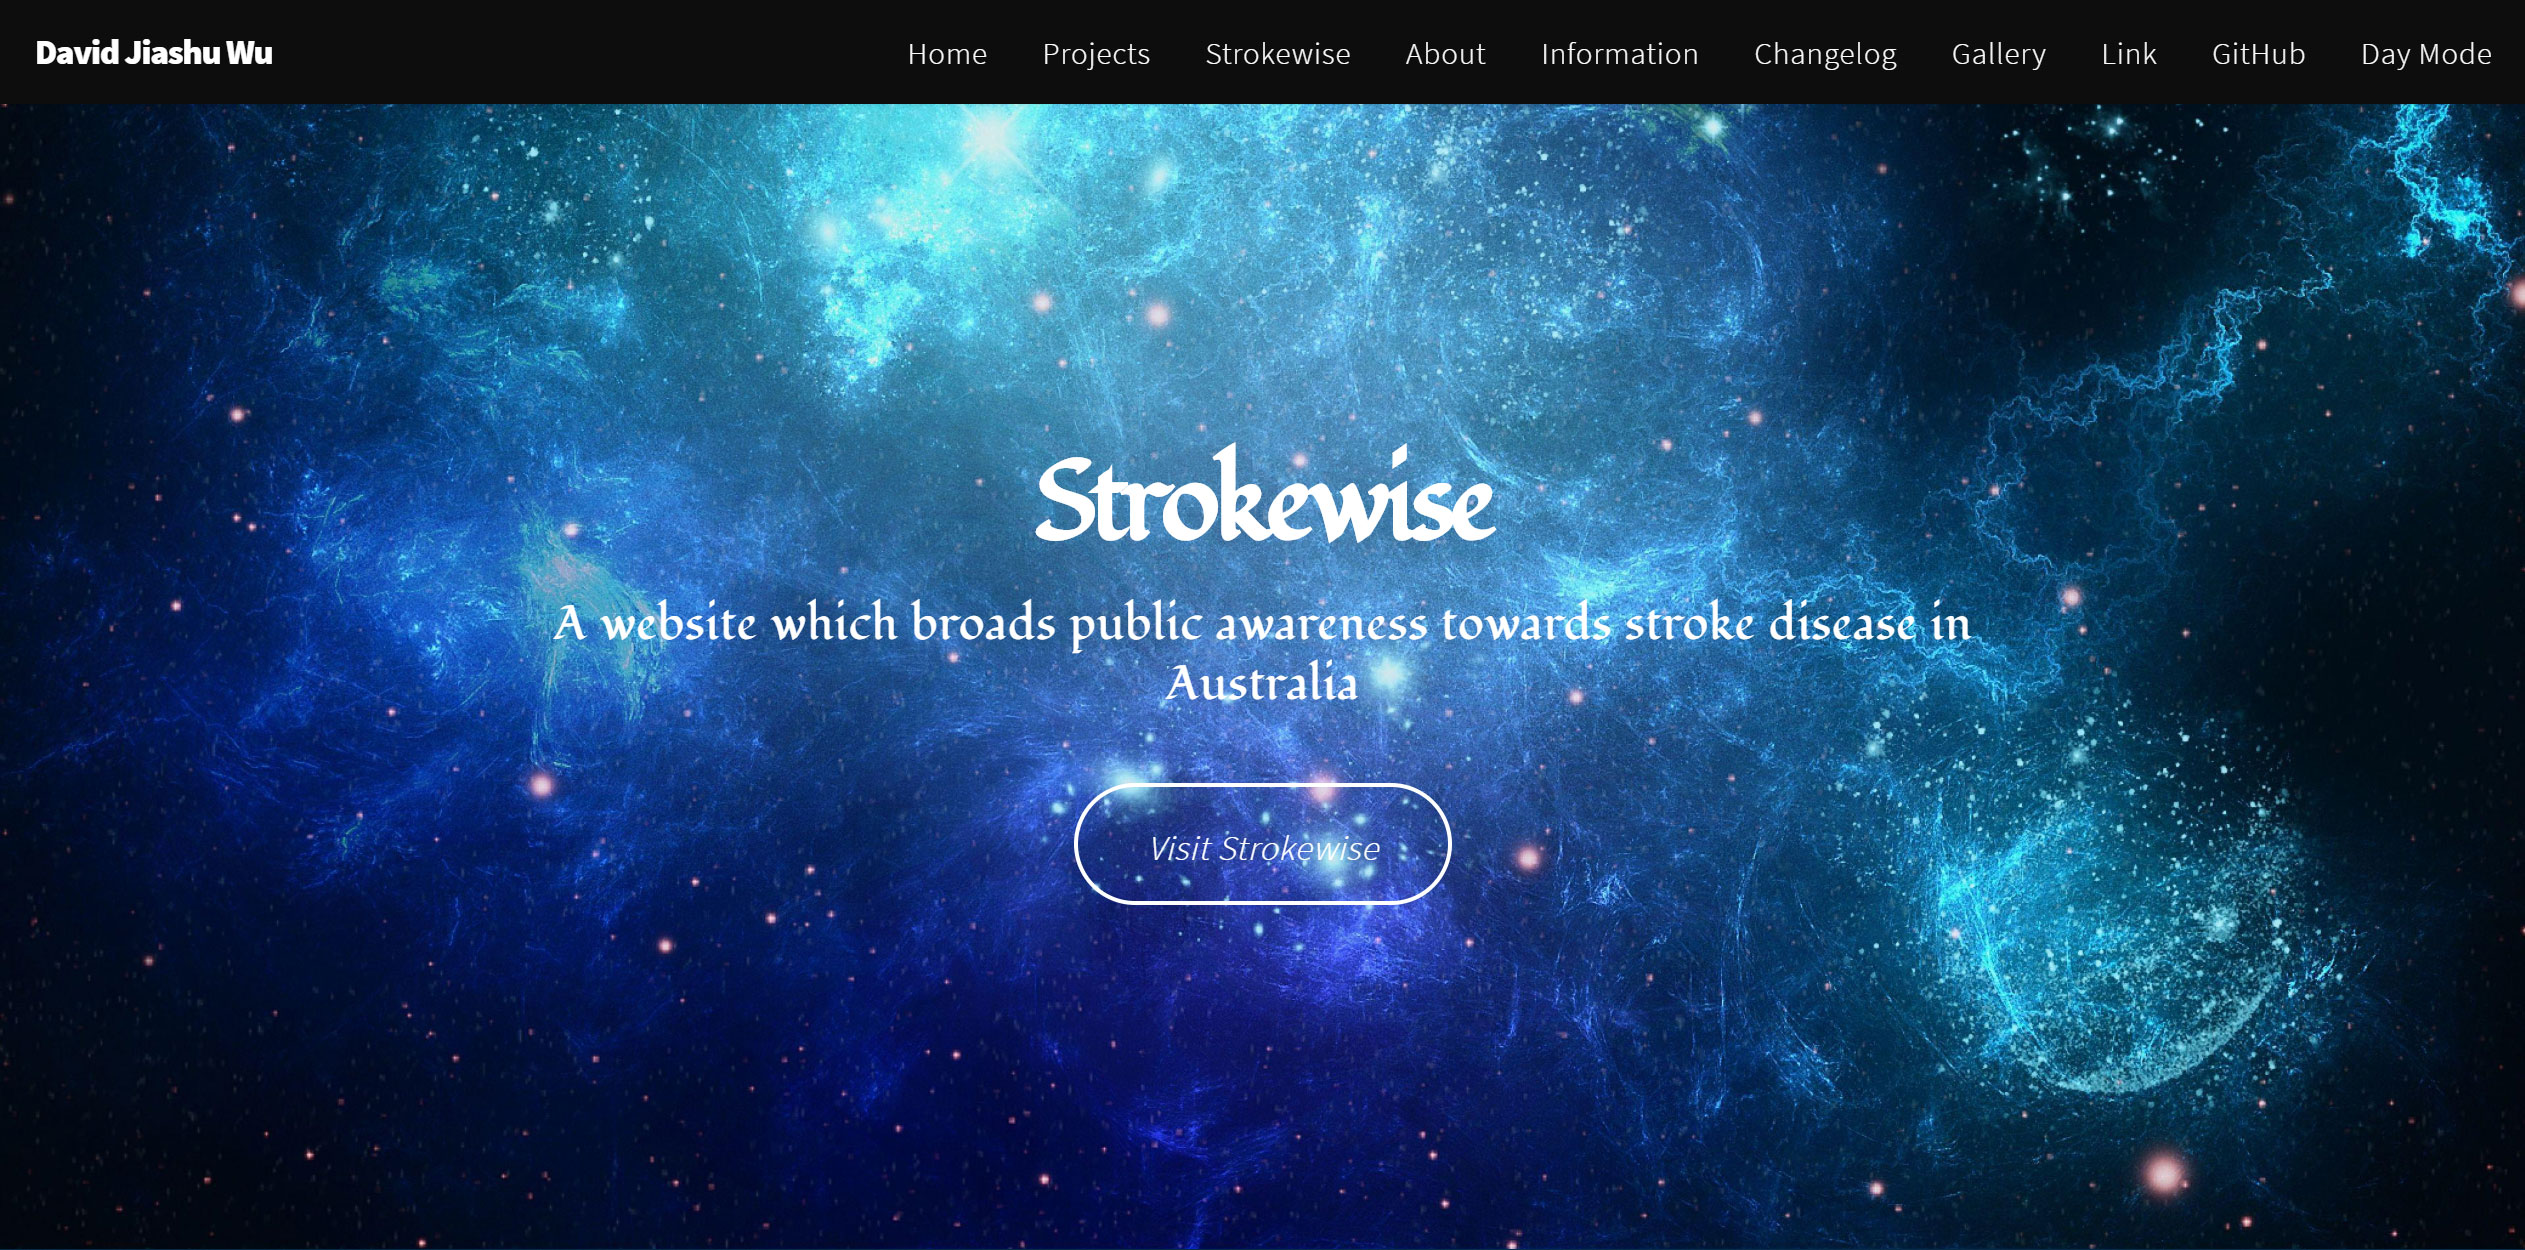 David Jiashu Wu
Home Projects Strokewise About Information Changelog Gallery Link GitHub Day Mode
Strokewise
A website which broads public awareness towards stroke disease in
Australia
Visit Strokewise